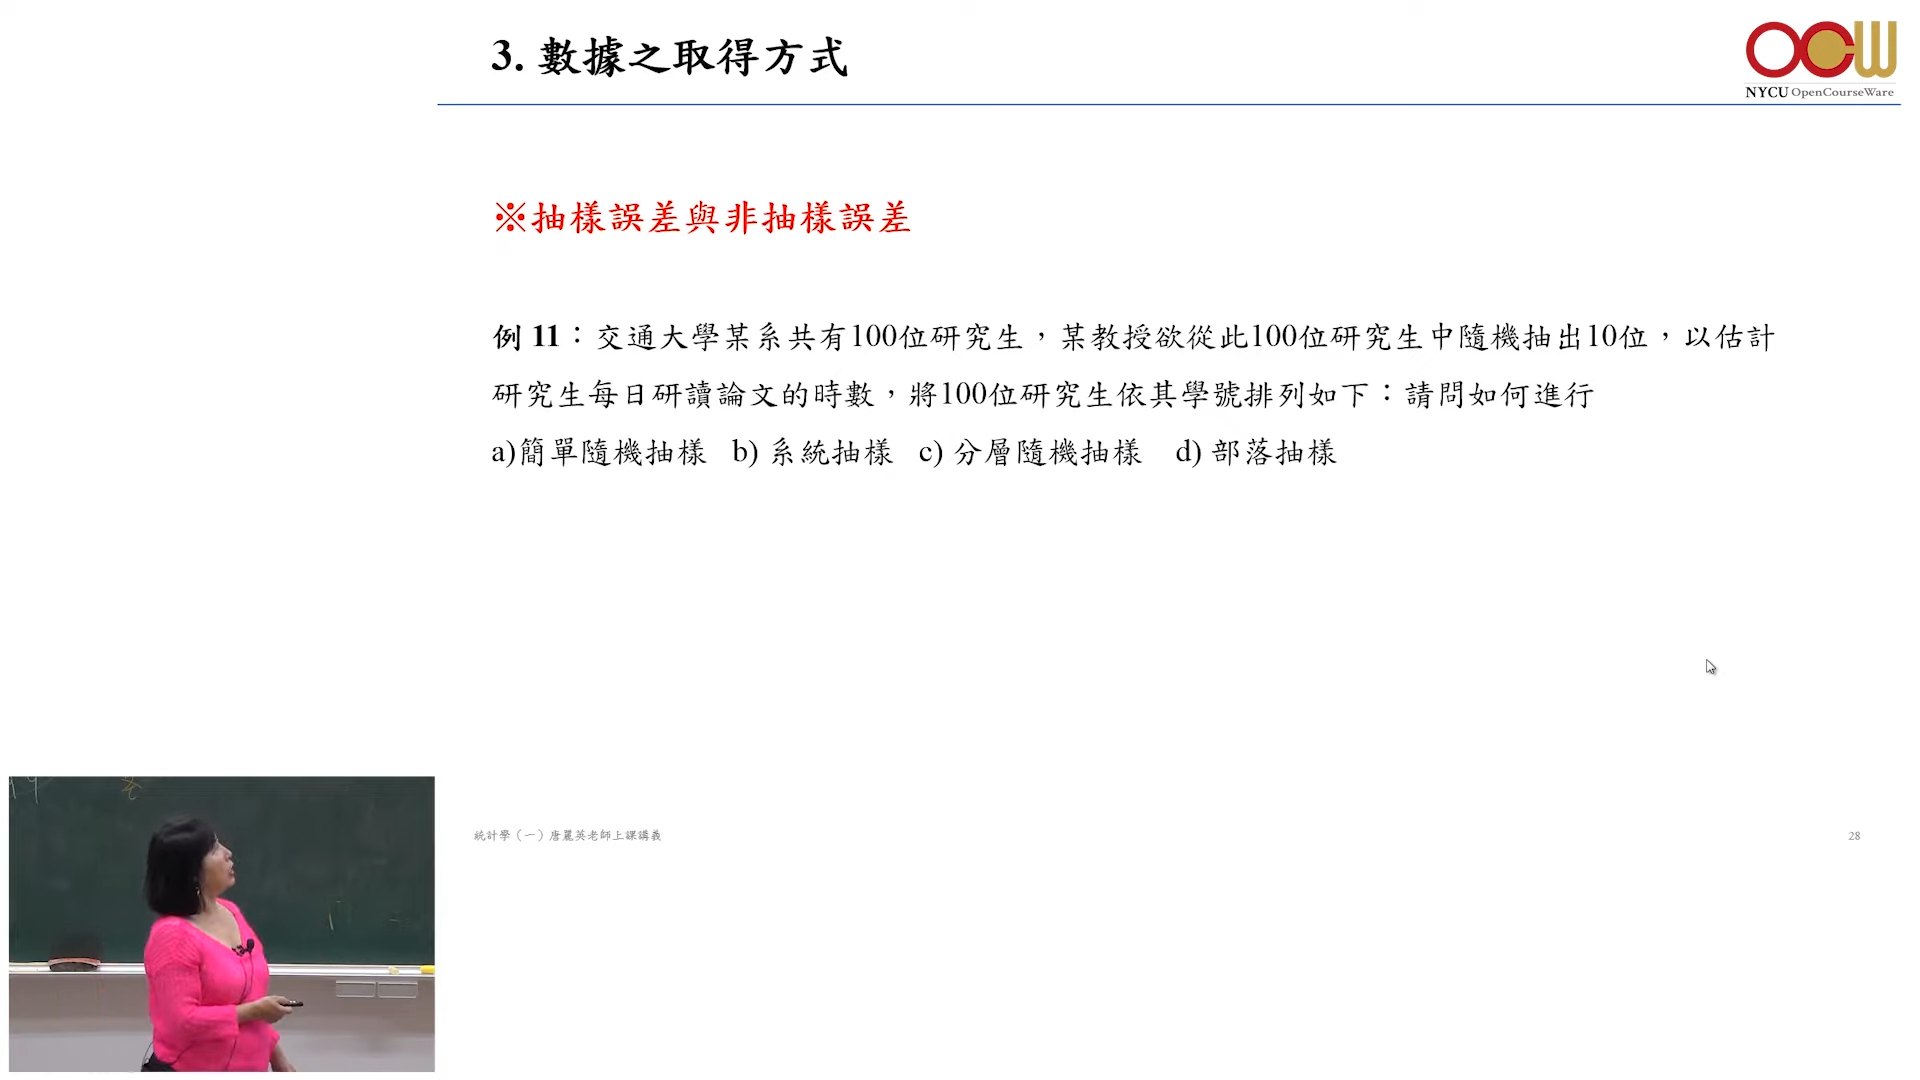 3. 數據之取得方式
OCW
NYCU OpenCourseWare
※抽樣誤差與非抽樣誤差
例 11：交通大學某系共有100位研究生，某教授欲從此100位研究生中隨機抽出10位，以估計
研究生每日研讀論文的時數，將100位研究生依其學號排列如下：請問如何進行
a)簡單隨機抽樣 b) 系統抽樣 c) 分層隨機抽樣 d) 部落抽樣
統計學（一）唐麗英老師上課講義
28